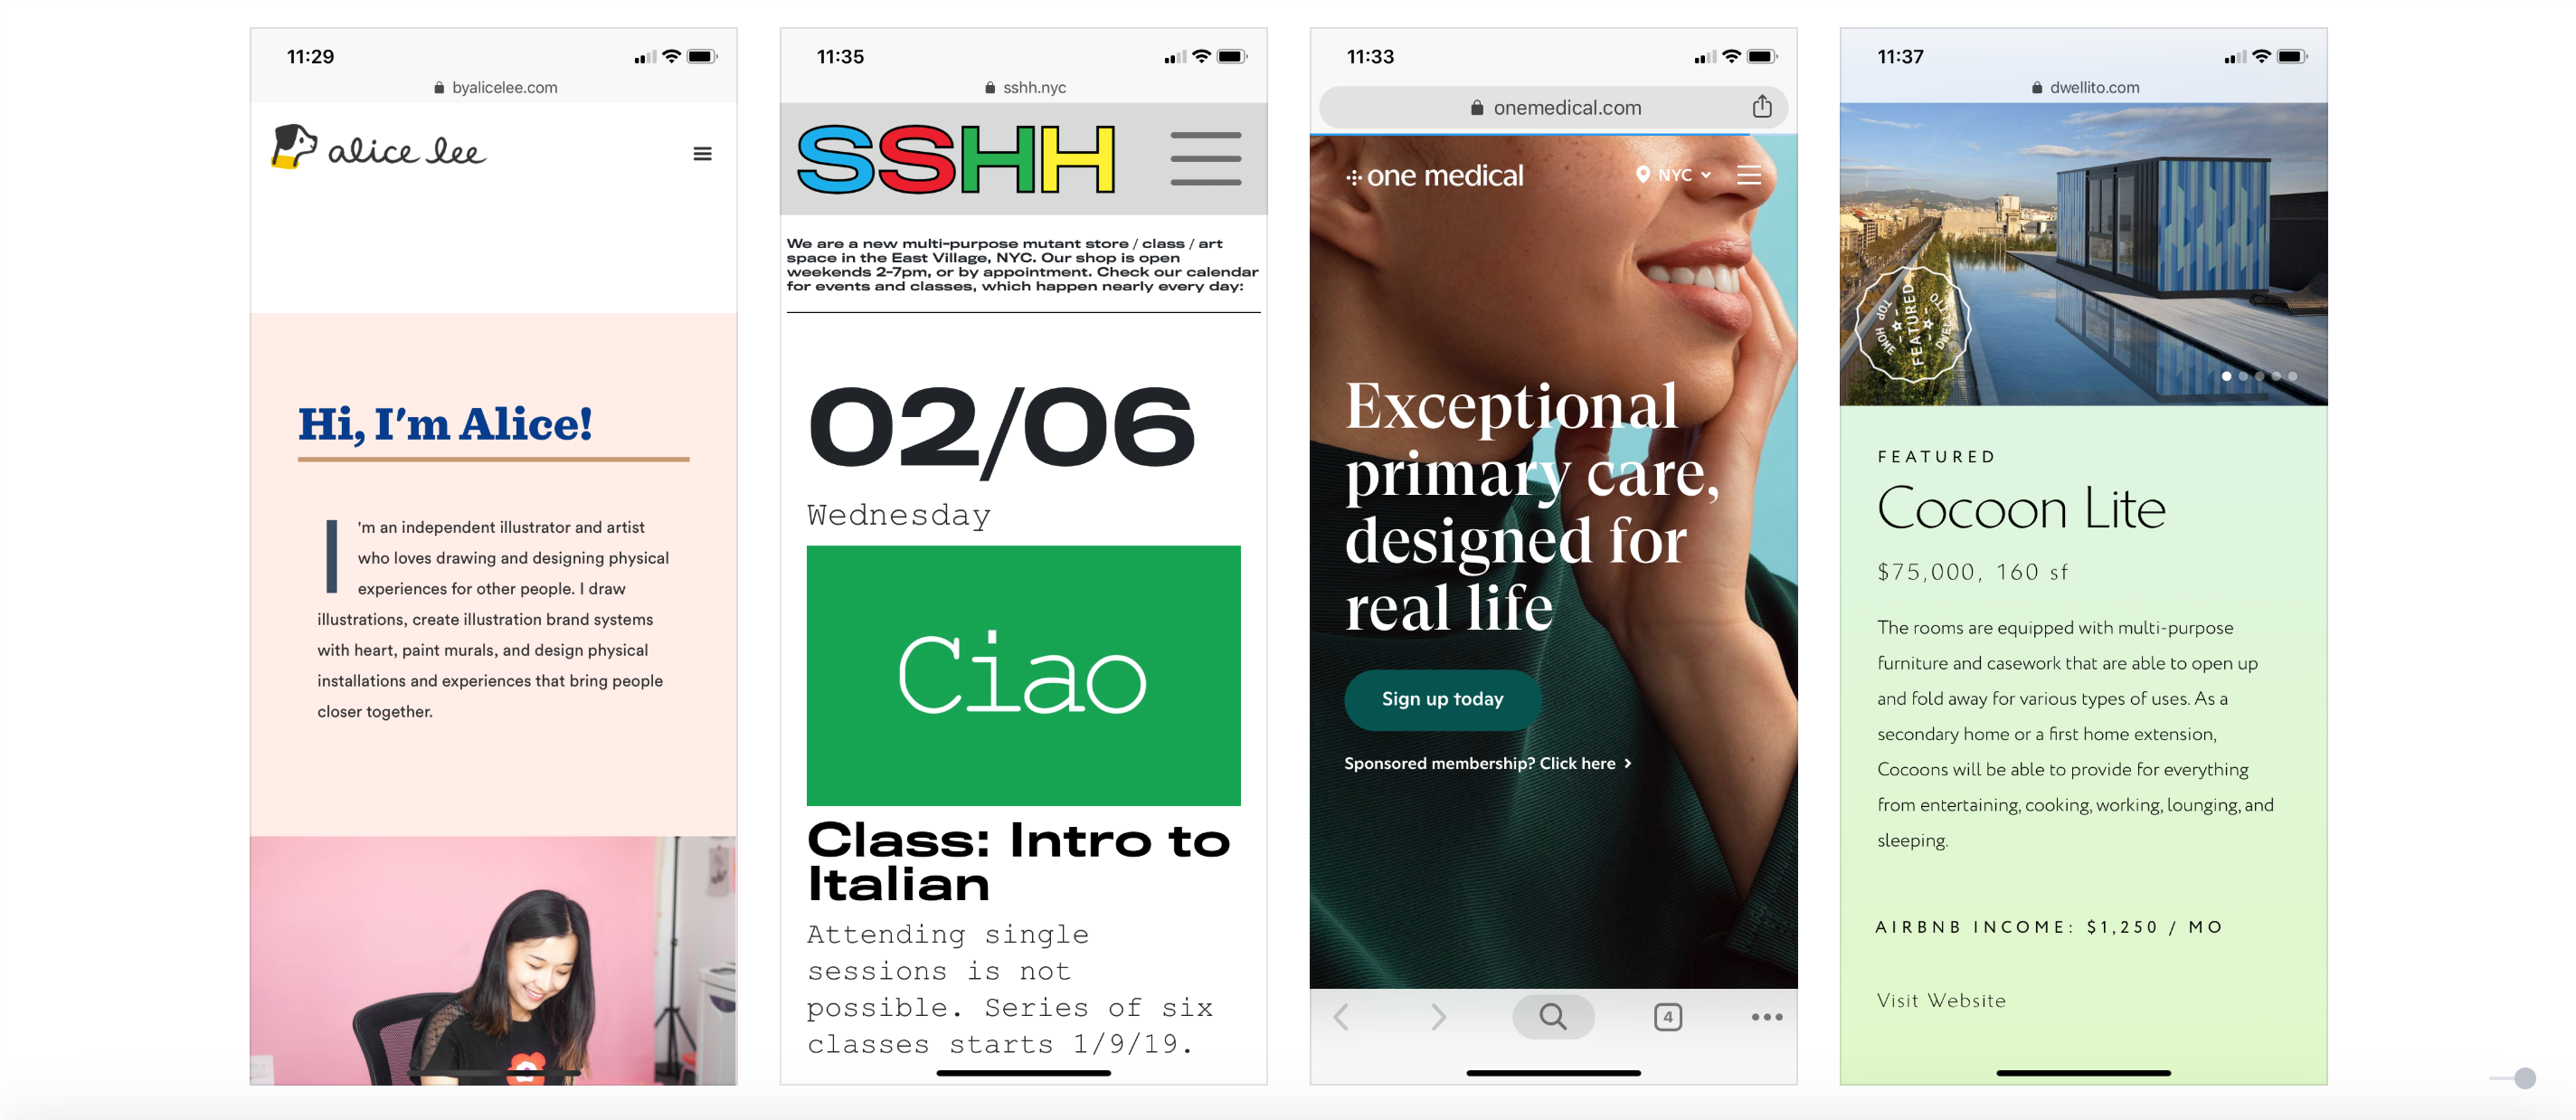 11:29
byalicelee.com
alice lee
Hi, I'm Alice!
I'm an independent illustrator and artist
who loves drawing and designing physical
experiences for other people. I draw
illustrations, create illustration brand systems
with heart, paint murals, and design physical
installations and experiences that bring people
closer together.
11:35
sshh.nyc
SSHH
We are a new multi-purpose mutant store / class / art
space in the East Village, NYC. Our shop is open
weekends 2-7pm, or by appointment. Check our calendar
for events and classes, which happen nearly every day:
02/06
Wednesday
Ciao
Class: Intro to
Italian
Attending single
sessions is not
possible. Series of six
classes starts 1/9/19.
11:33
onemedical.com
one medical
NYC
Exceptional
primary care,
designed for
real life
Sign up today
Sponsored membership? Click here
4
11:37
dwellito.com
TOP HOME
FEATURED
DWELLITO
FEATURED
Cocoon Lite
$75,000, 160 sf
The rooms are equipped with multi-purpose
furniture and casework that are able to open up
and fold away for various types of uses. As a
secondary home or a first home extension,
Cocoons will be able to provide for everything
from entertaining, cooking, working, lounging, and
sleeping.
AIRBNB INCOME: $1,250 / MO
Visit Website